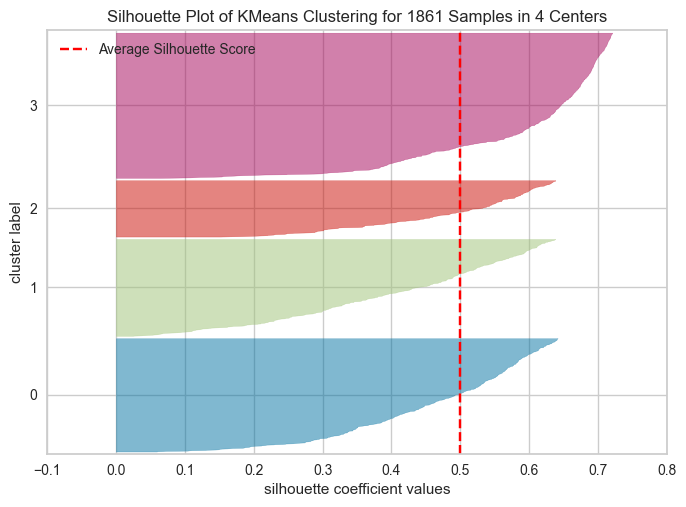 Silhouette Plot of KMeans Clustering for 1861 Samples in 4 Centers
Average Silhouette Score
3
2
1
0
cluster label
−0.1 0.0 0.1 0.2 0.3 0.4 0.5 0.6 0.7 0.8
silhouette coefficient values